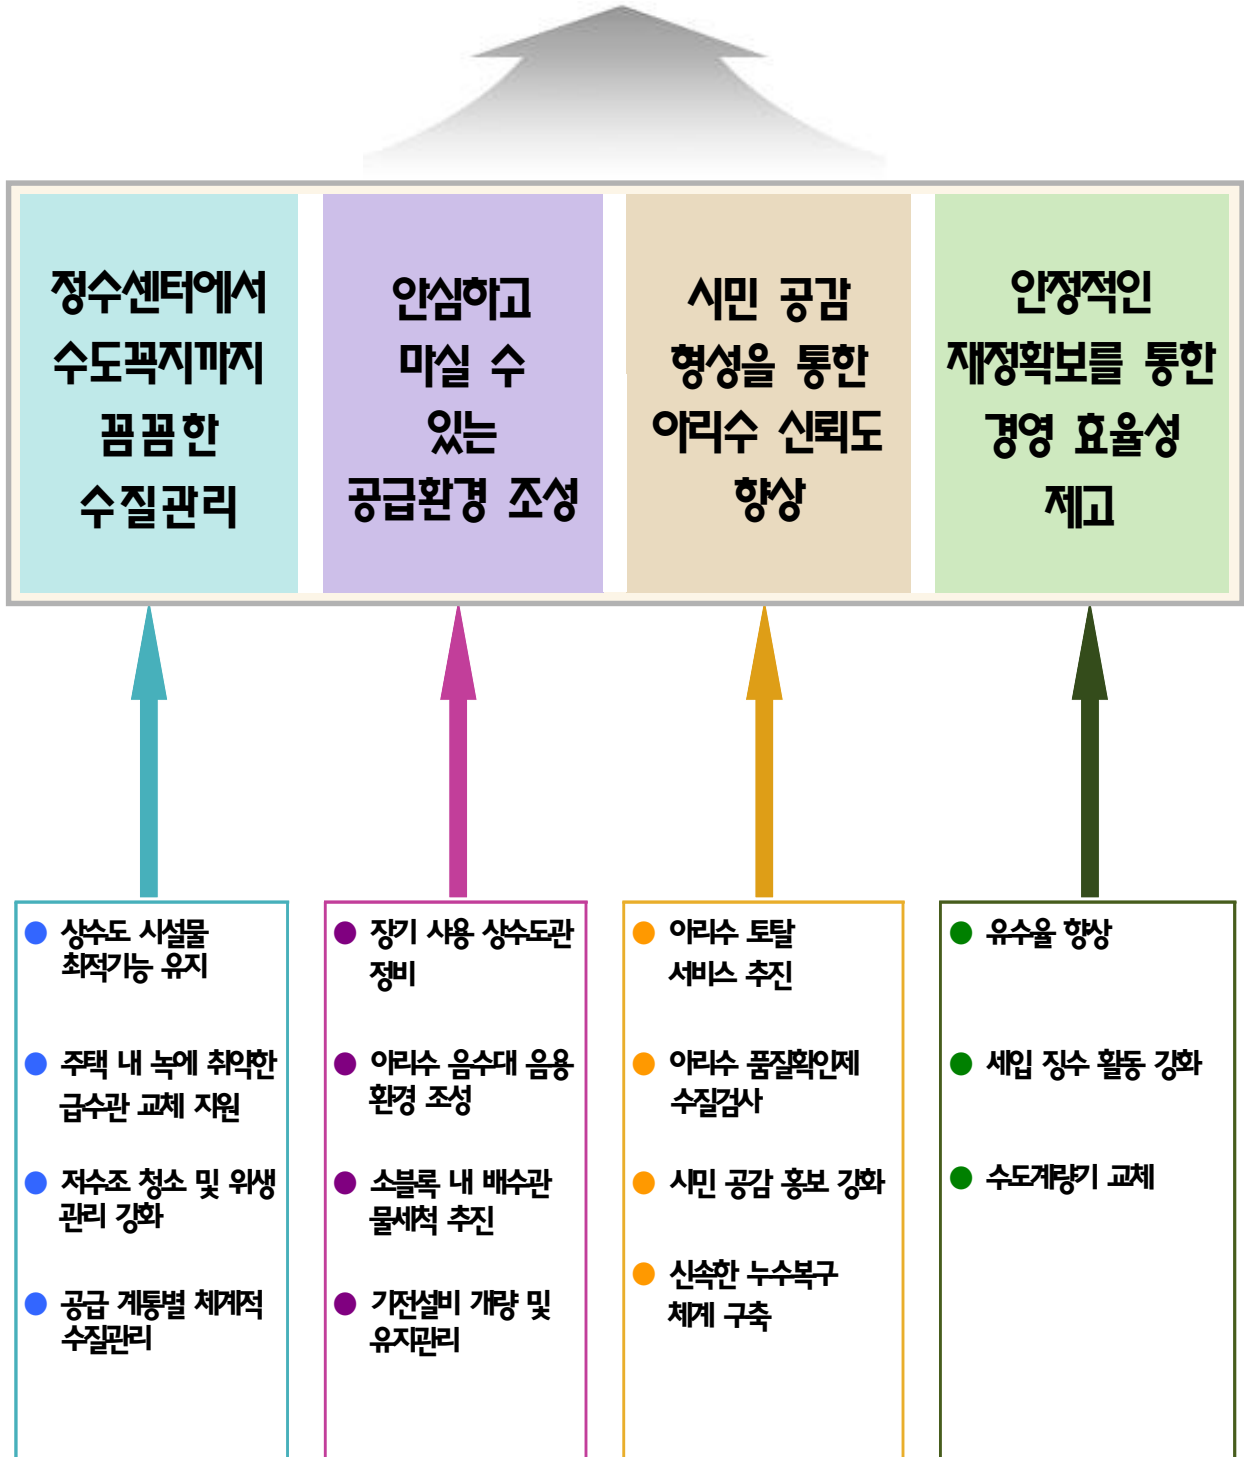 정수센터에서
수도꼭지까지
꼼꼼한
수질관리
안심하고
마실 수
있는
공급환경 조성
시민 공감
형성을 통한
아리수 신뢰도
향상
안정적인
재정확보를 통한
경영 효율성
제고
● 상수도 시설물
최적기능 유지
● 주택 내 녹에 취약한
급수관 교체 지원
● 저수조 청소 및 위생
관리 강화
● 공급 계통별 체계적
수질관리
● 장기 사용 상수도관
정비
● 아리수 음수대 음용
환경 조성
● 소블록 내 배수관
물세척 추진
● 기전설비 개량 및
유지관리
● 아리수 토탈
서비스 추진
● 아리수 품질확인제
수질검사
● 시민 공감 홍보 강화
● 신속한 누수복구
체계 구축
● 유수율 향상
● 세입 징수 활동 강화
● 수도계량기 교체